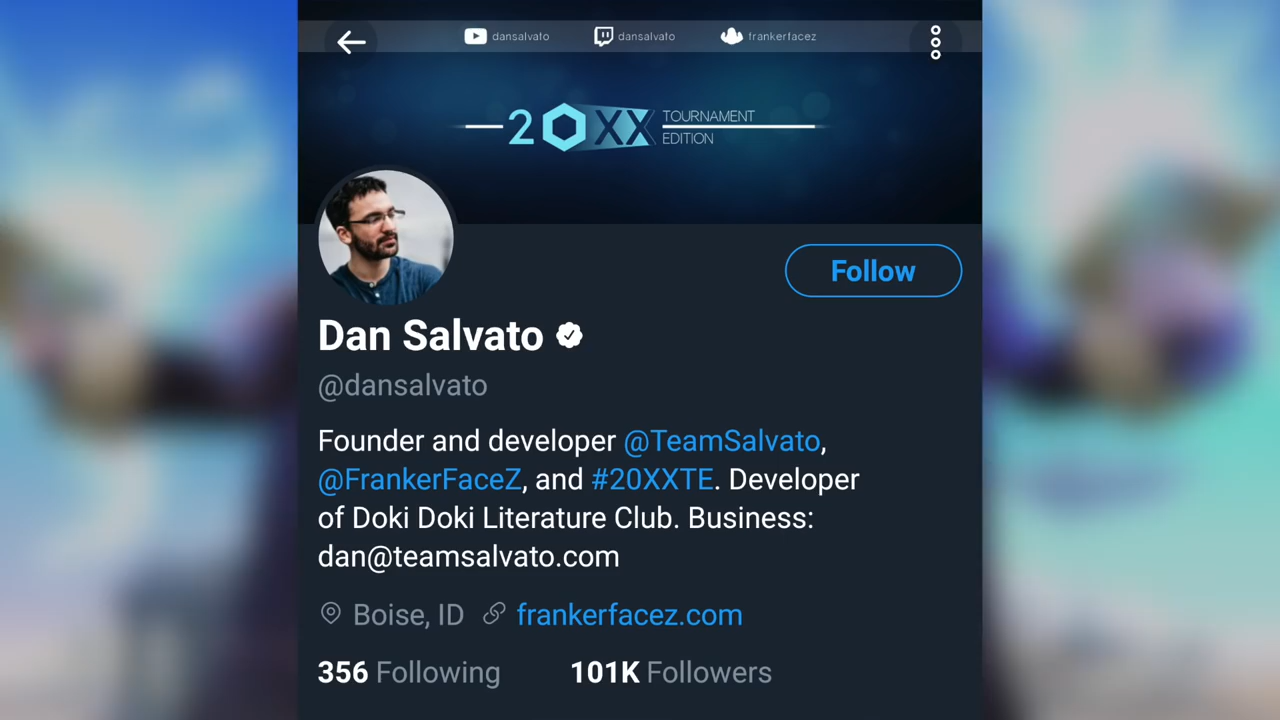 dansalvato dansalvato frankerfacez
20XX TOURNAMENT
EDITION
Follow
Dan Salvato
@dansalvato
Founder and developer @TeamSalvato,
@FrankerFaceZ, and #20XXTE. Developer
of Doki Doki Literature Club. Business:
dan@teamsalvato.com
Boise, ID frankerfacez.com
356 Following 101K Followers